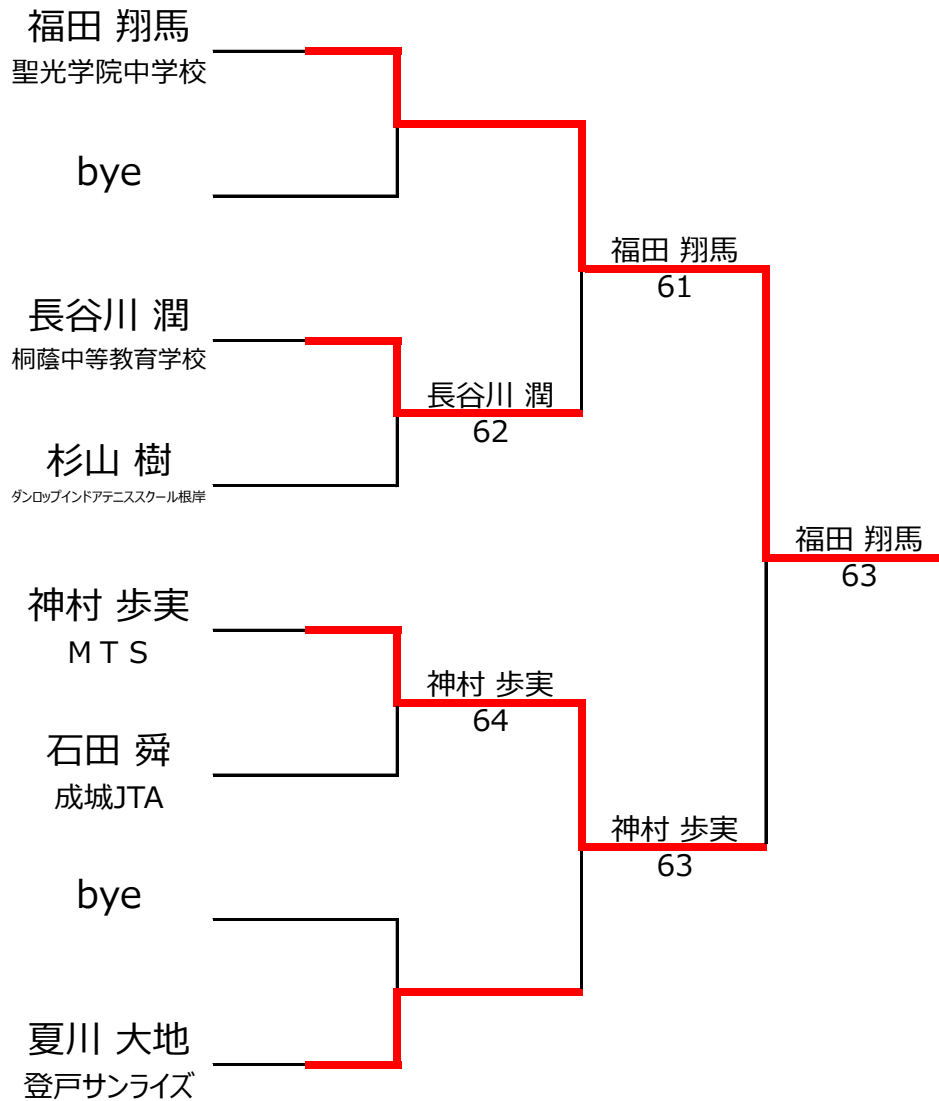 福田 翔馬
聖光学院中学校
bye
福田 翔馬
61
長谷川 潤
桐蔭中等教育学校
長谷川 潤
62
杉山 樹
ダンロップインドアテニススクール根岸
福田 翔馬
63
神村 歩実
ＭＴＳ
神村 歩実
64
石田 舜
成城JTA
神村 歩実
63
bye
夏川 大地
登戸サンライズ